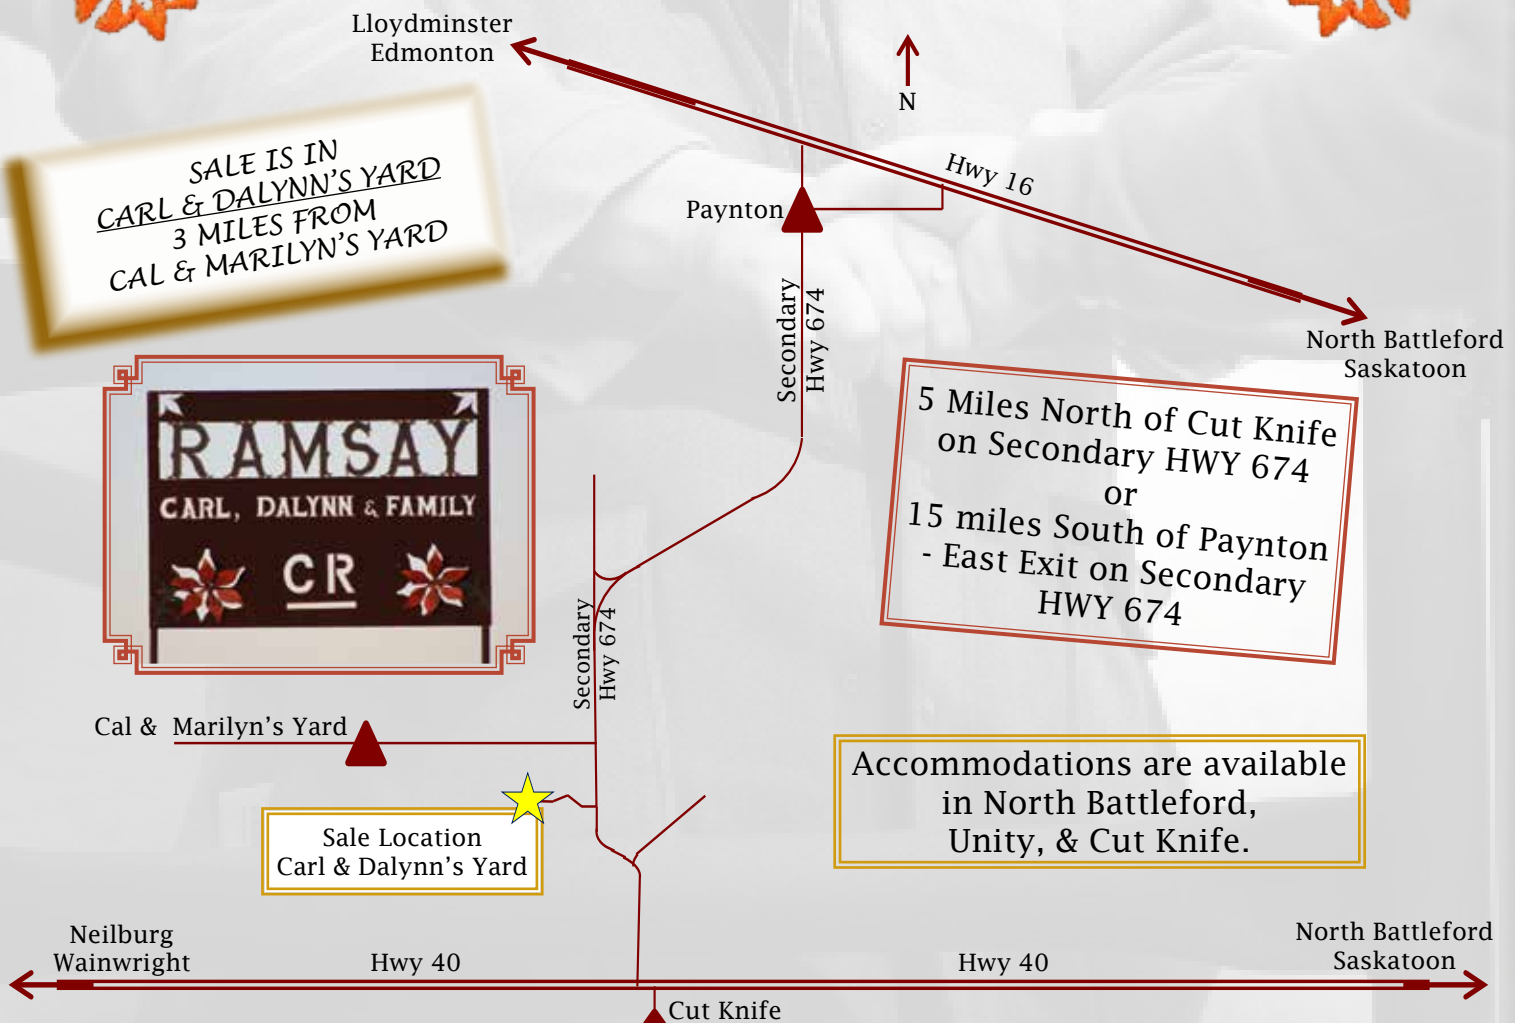 Lloydminster
Edmonton
N
SALE IS IN
CARL & DALYNN'S YARD
3 MILES FROM
CAL & MARILYN'S YARD
Hwy 16
Paynton
Secondary
Hwy 674
North Battleford
Saskatoon
RAMSAY
CARL, DALYNN & FAMILY
CR
5 Miles North of Cut Knife
on Secondary HWY 674
or
15 miles South of Paynton
- East Exit on Secondary
HWY 674
Secondary
Hwy 674
Cal & Marilyn's Yard
Accommodations are available
in North Battleford,
Unity, & Cut Knife.
Sale Location
Carl & Dalynn's Yard
Neilburg
Wainwright
Hwy 40
Hwy 40
North Battleford
Saskatoon
Cut Knife